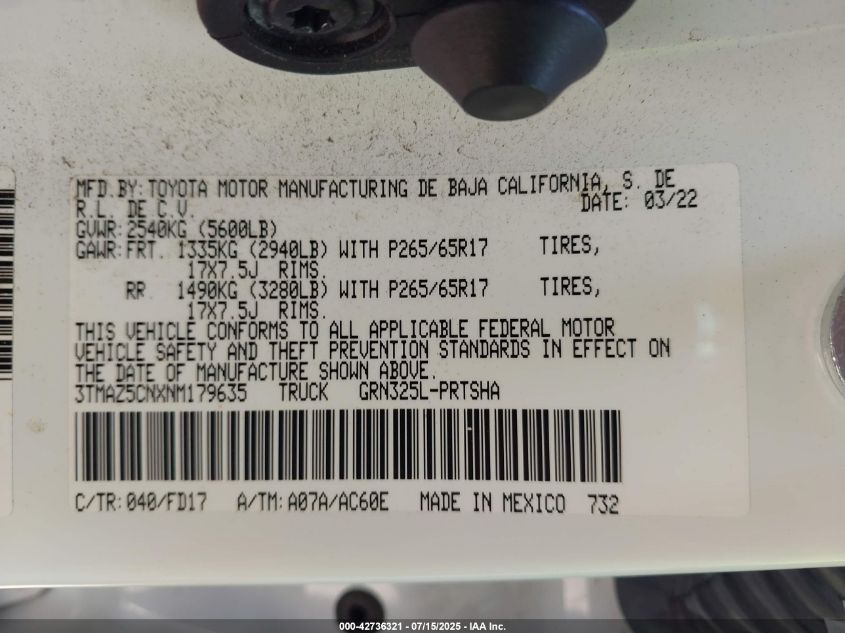 MFD. BY: TOYOTA MOTOR MANUFACTURING DE BAJA CALIFORNIA, S. DE
R.L. DE C.V. DATE: 03/22
GVWR: 2540KG (5600LB)
GAWR: FRT. 1335KG (2940LB) WITH P265/65R17 TIRES,
17X7.5J RIMS.
RR 1490KG (3280LB) WITH P265/65R17 TIRES,
17X7.5J RIMS.
THIS VEHICLE CONFORMS TO ALL APPLICABLE FEDERAL MOTOR
VEHICLE SAFETY AND THEFT PREVENTION STANDARDS IN EFFECT ON
THE DATE OF MANUFACTURE SHOWN ABOVE.
3TMAZ5CNXNM179635 TRUCK GRN325L-PRTSHA
C/TR: 040/FD17 A/TM: A07A/AC60E MADE IN MEXICO 732
000-42736321 - 07/15/2025 - IAA Inc.